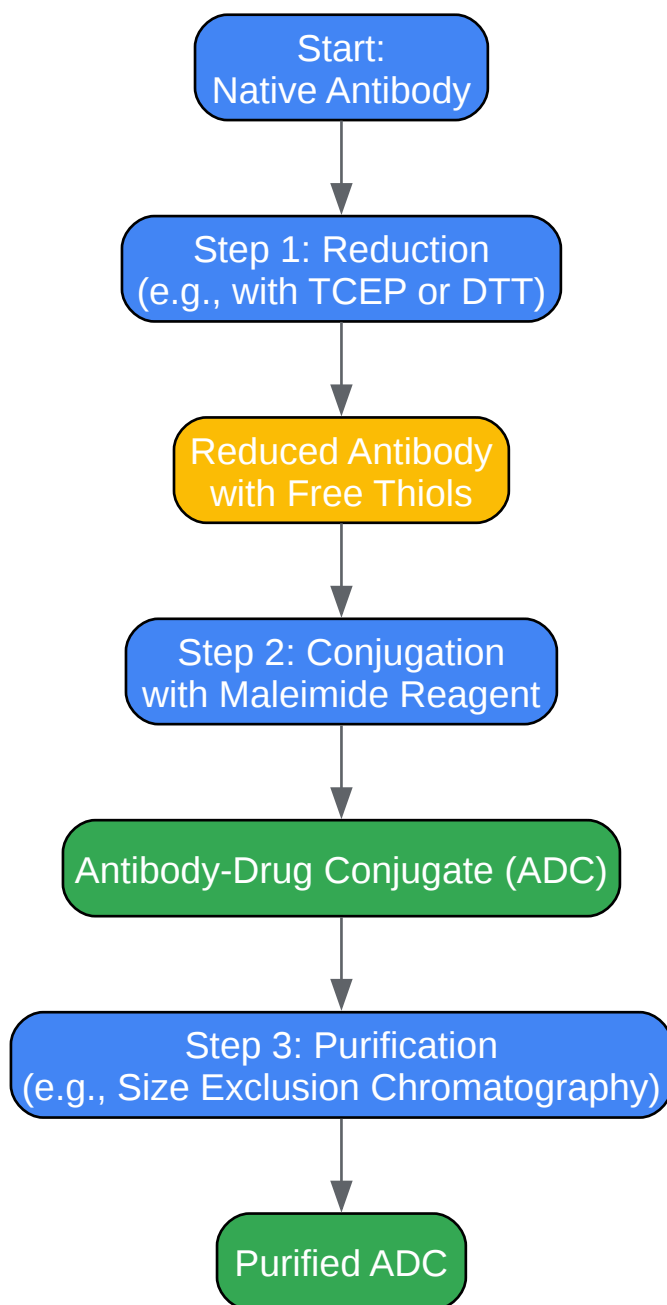 Start:
Native Antibody
Step 1: Reduction
(e.g., with TCEP or DTT)
Reduced Antibody
with Free Thiols
Step 2: Conjugation
with Maleimide Reagent
Antibody-Drug Conjugate (ADC)
Step 3: Purification
(e.g., Size Exclusion Chromatography)
Purified ADC